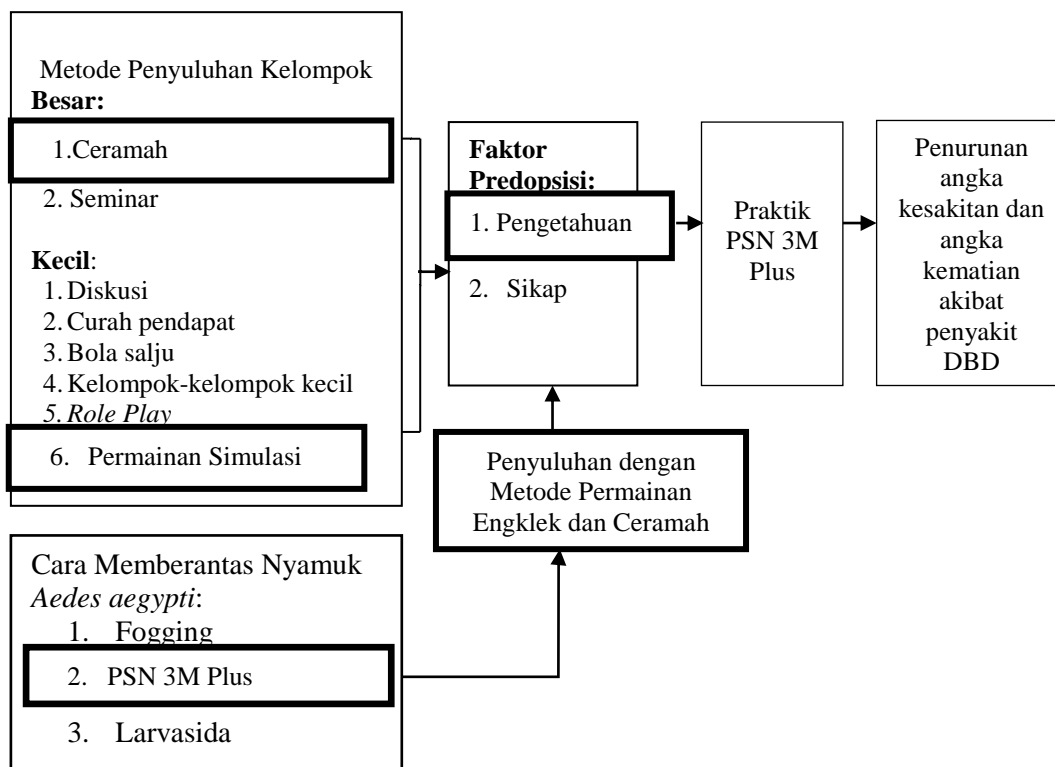 Metode Penyuluhan Kelompok
Besar:
1.Ceramah
2. Seminar
Kecil:
1. Diskusi
2. Curah pendapat
3. Bola salju
4. Kelompok-kelompok kecil
5. Role Play
6. Permainan Simulasi
Faktor
Predopsisi:
1. Pengetahuan
2. Sikap
Praktik
PSN 3M
Plus
Penurunan
angka
kesakitan dan
angka
kematian
akibat
penyakit
DBD
Penyuluhan dengan
Metode Permainan
Engklek dan Ceramah
Cara Memberantas Nyamuk
Aedes aegypti:
1. Fogging
2. PSN 3M Plus
3. Larvasida